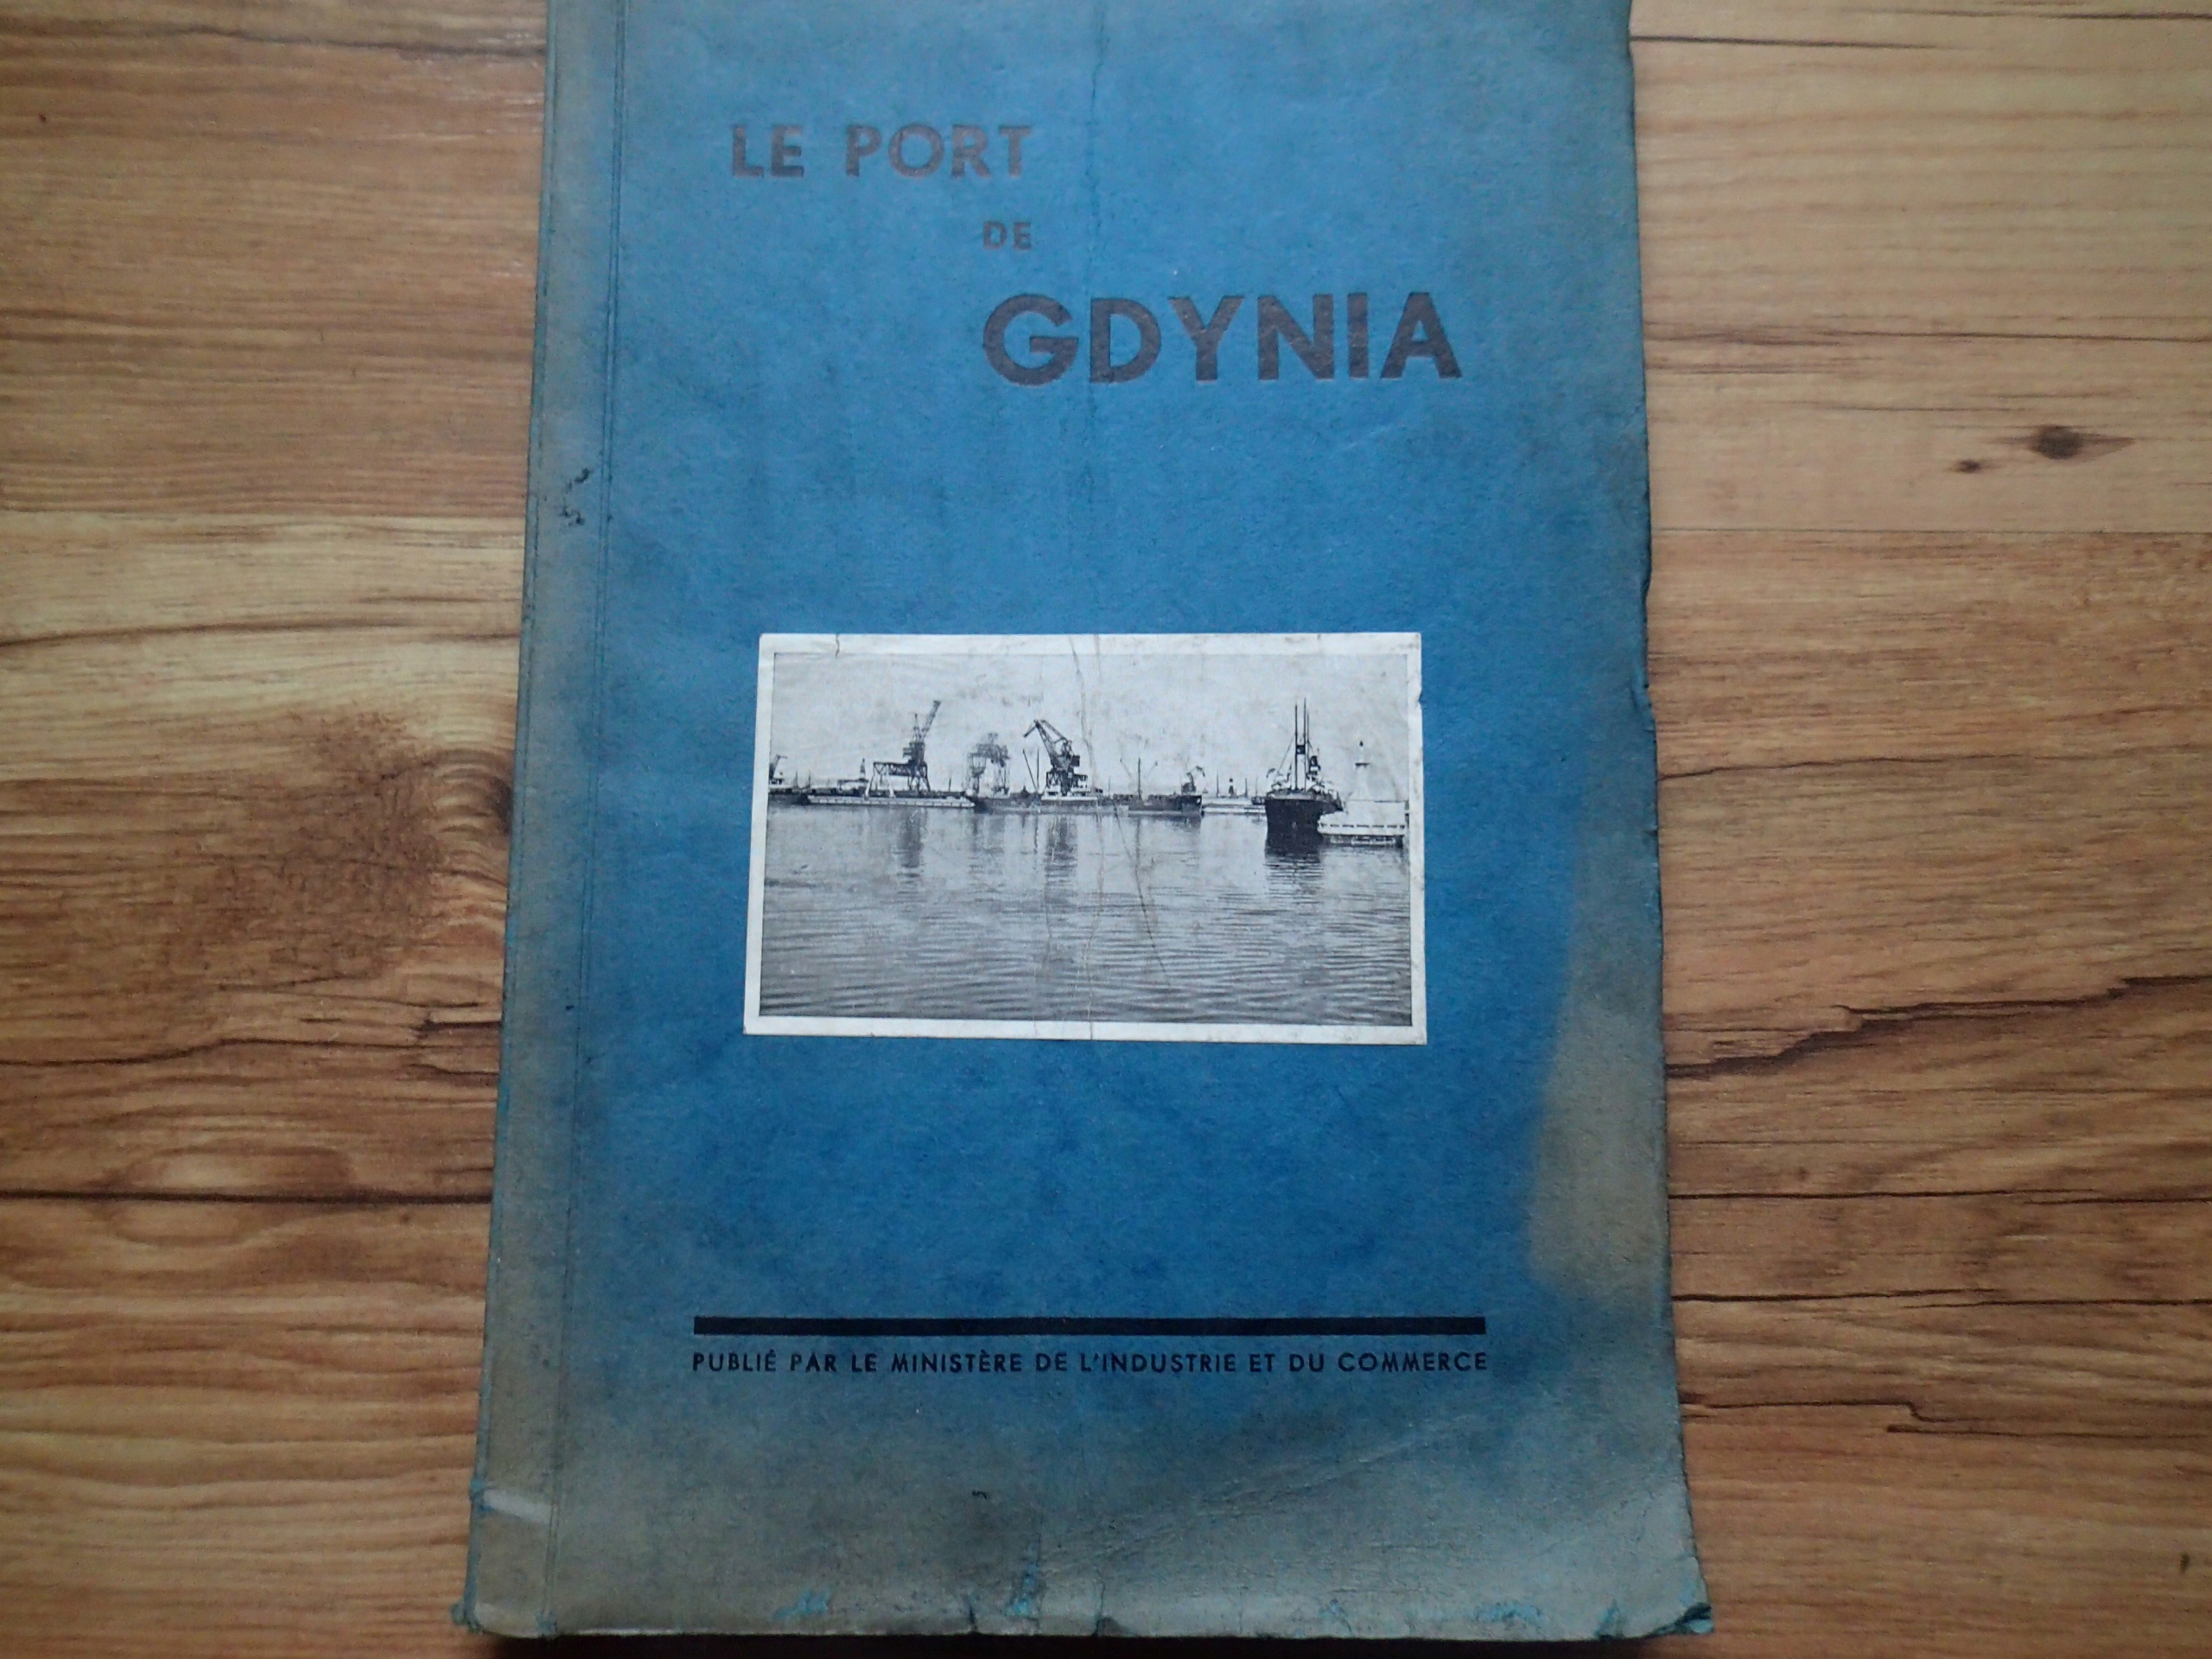 LE PORT
DE
GDYNIA
PUBLIÉ PAR LE MINISTÈRE DE L'INDUSTRIE ET DU COMMERCE